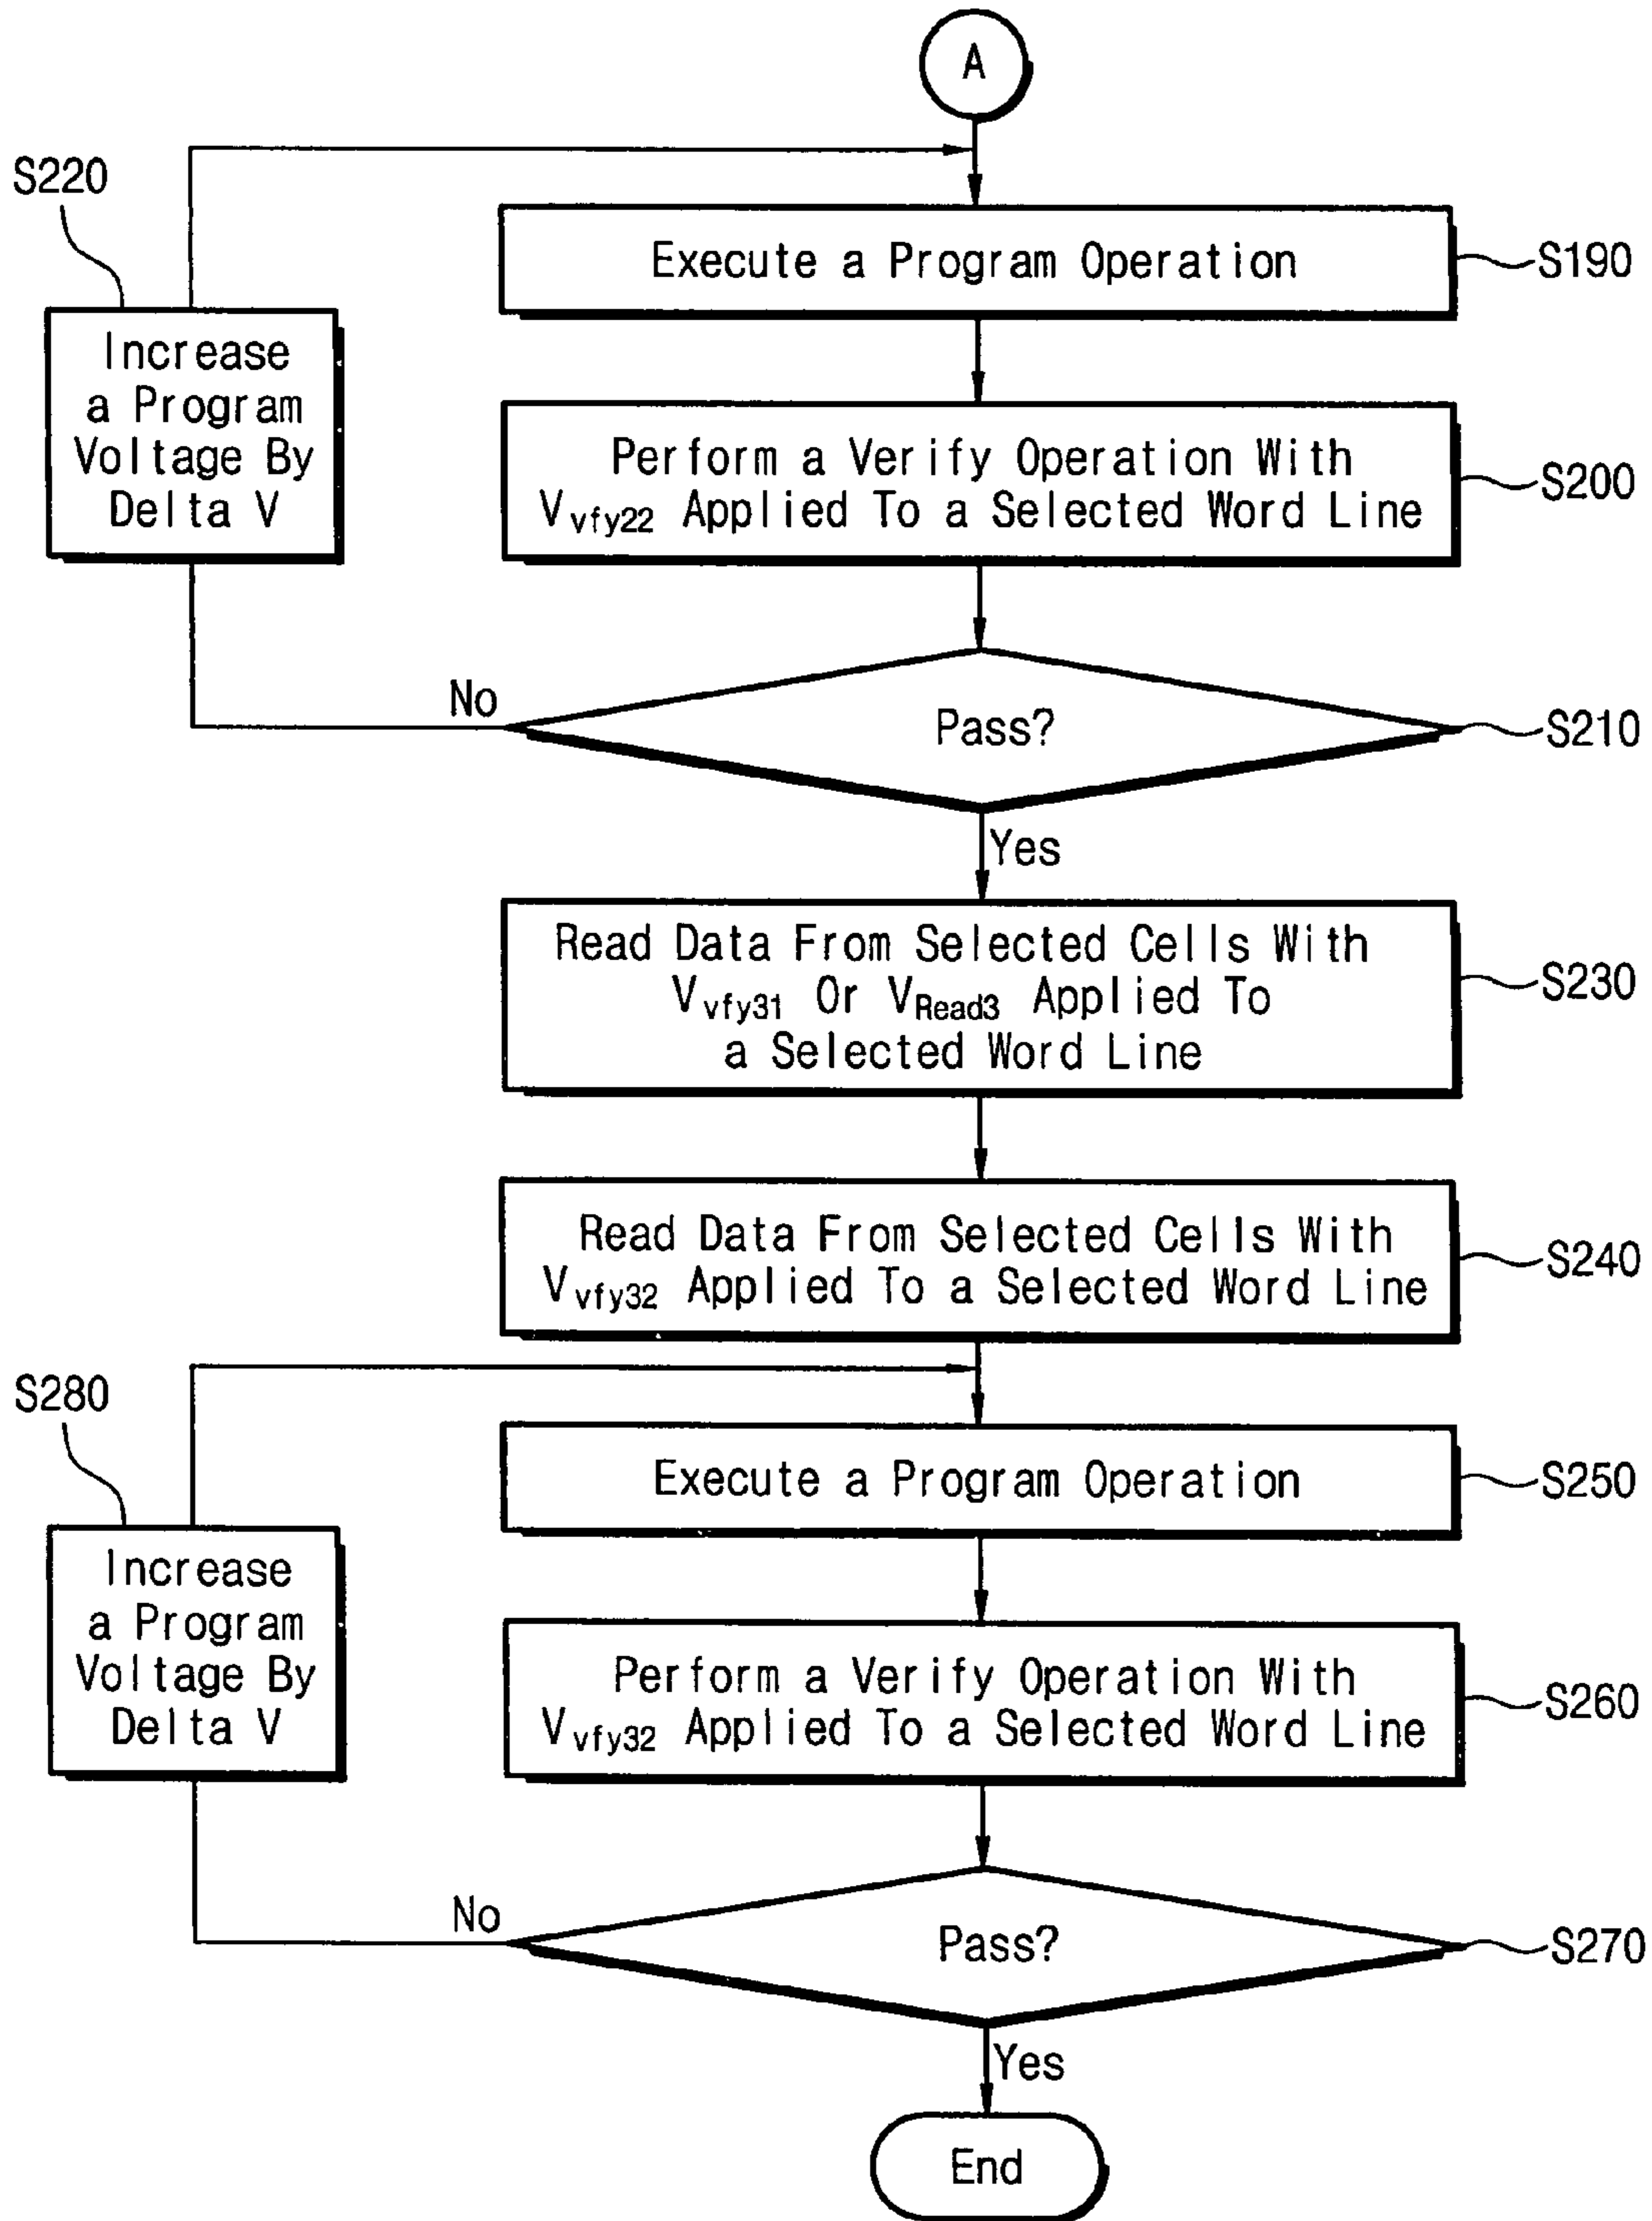 A
S220
Execute a Program Operation
S190
Increase
a Program
Voltage By
Delta V
Perform a Verify Operation With
Vvfy22 Applied To a Selected Word Line
S200
No
Pass?
S210
Yes
Read Data From Selected Cells With
Vvfy31 Or VRead3 Applied To
a Selected Word Line
S230
Read Data From Selected Cells With
Vvfy32 Applied To a Selected Word Line
S240
S280
Execute a Program Operation
S250
Increase
a Program
Voltage By
Delta V
Perform a Verify Operation With
Vvfy32 Applied To a Selected Word Line
S260
No
Pass?
S270
Yes
End